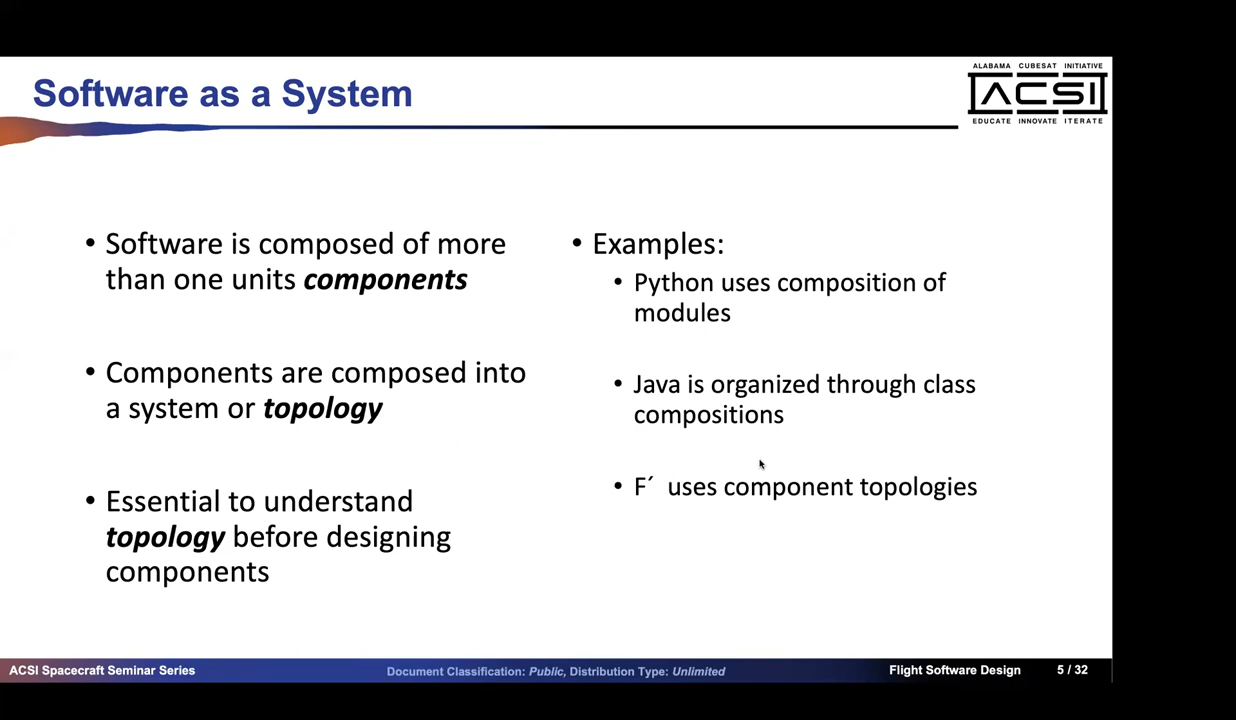 Software as a System
ALABAMA CUBESAT INITIATIVE
ACSI
EDUCATE INNOVATE ITERATE
• Software is composed of more
than one units components
• Components are composed into
a system or topology
• Essential to understand
topology before designing
components
• Examples:
• Python uses composition of
modules
• Java is organized through class
compositions
• F´ uses component topologies
ACSI Spacecraft Seminar Series
Document Classification: Public, Distribution Type: Unlimited
Flight Software Design
5 / 32